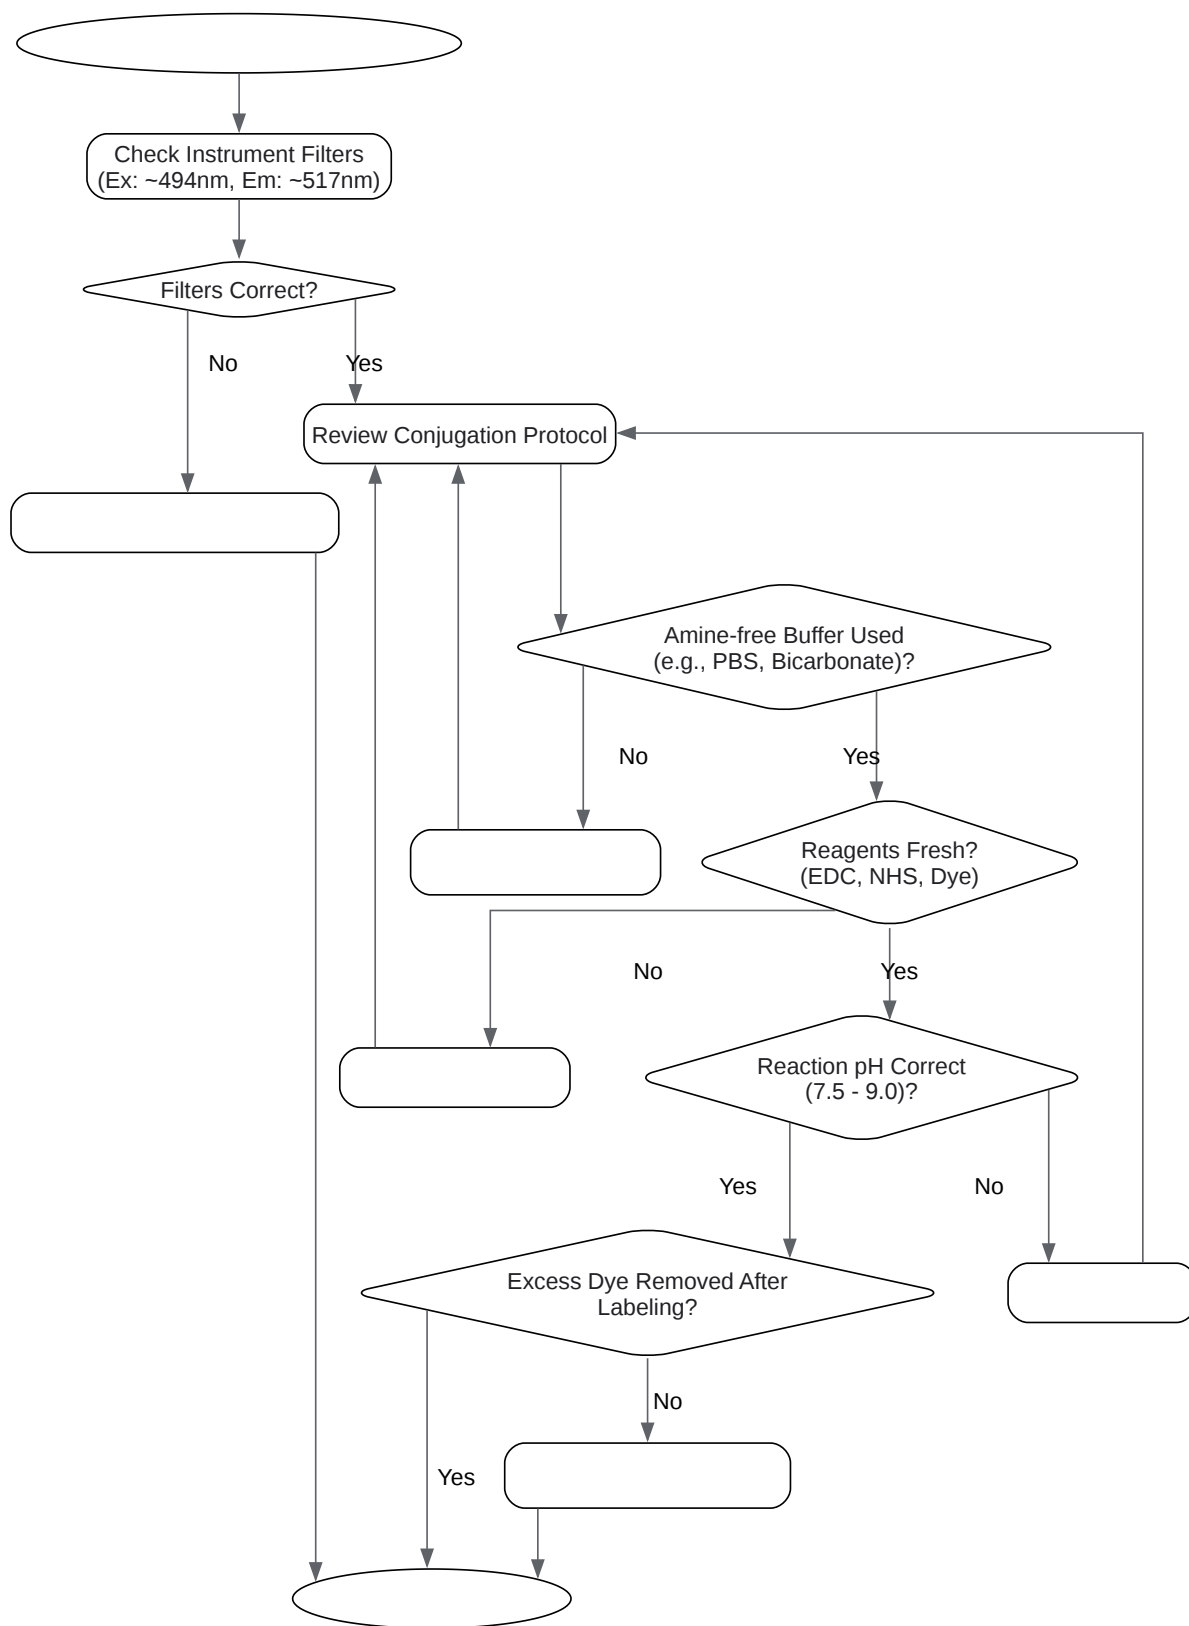 Check Instrument Filters
(Ex: ~494nm, Em: ~517nm)
Filters Correct?
No
Yes
Review Conjugation Protocol
Amine-free Buffer Used
(e.g., PBS, Bicarbonate)?
No
Yes
Reagents Fresh?
(EDC, NHS, Dye)
No
Yes
Reaction pH Correct
(7.5 - 9.0)?
Yes
No
Excess Dye Removed After
Labeling?
No
Yes